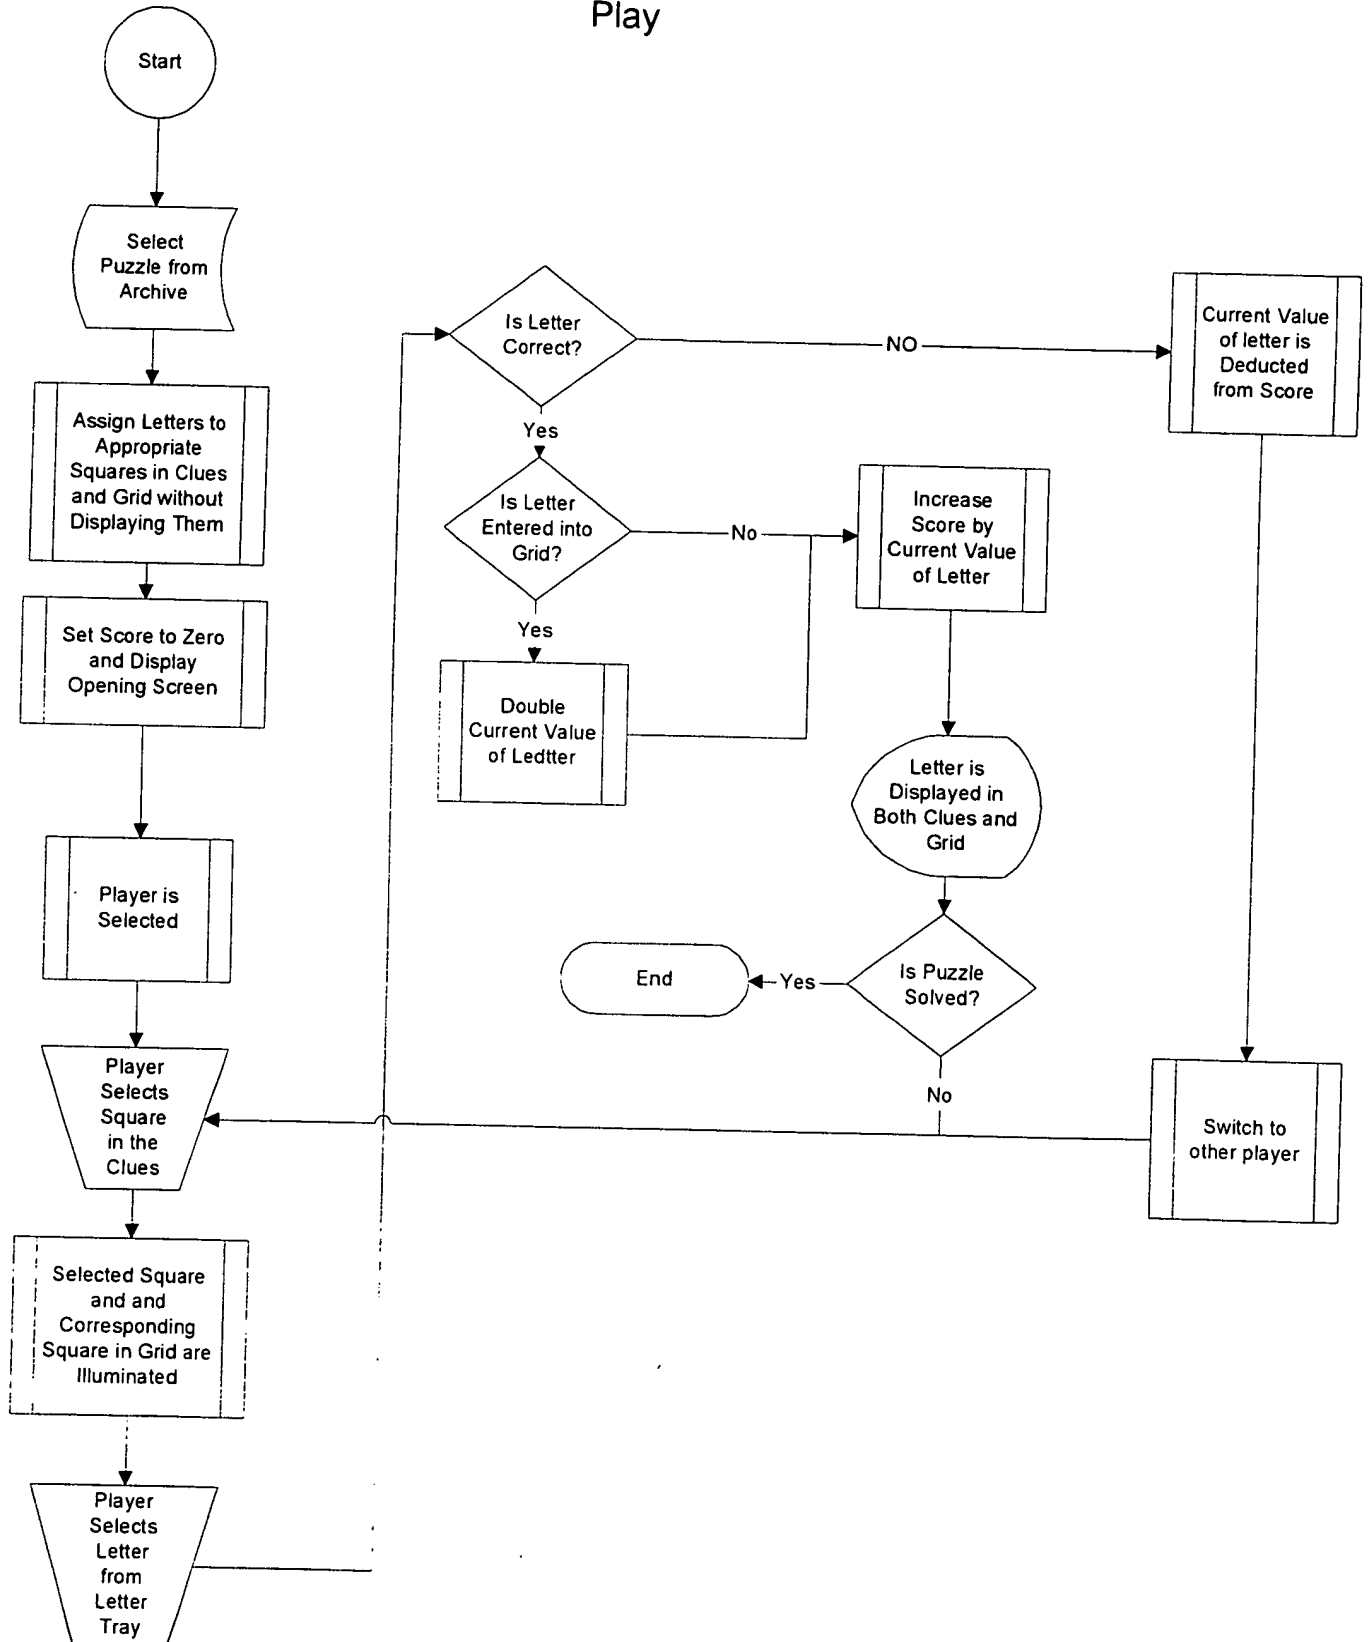 Play
Start
Select
Puzzle from
Archive
Assign Letters to
Appropriate
Squares in Clues
and Grid without
Displaying Them
Set Score to Zero
and Display
Opening Screen
Player is
Selected
Player
Selects
Square
in the
Clues
Selected Square
and and
Corresponding
Square in Grid are
Illuminated
Player
Selects
Letter
from
Letter
Tray
Is Letter
Correct?
NO
Yes
Is Letter
Entered into
Grid?
No
Yes
Double
Current Value
of Ledtter
Increase
Score by
Current Value
of Letter
Letter is
Displayed in
Both Clues and
Grid
Is Puzzle
Solved?
Yes
End
No
Current Value
of letter is
Deducted
from Score
Switch to
other player